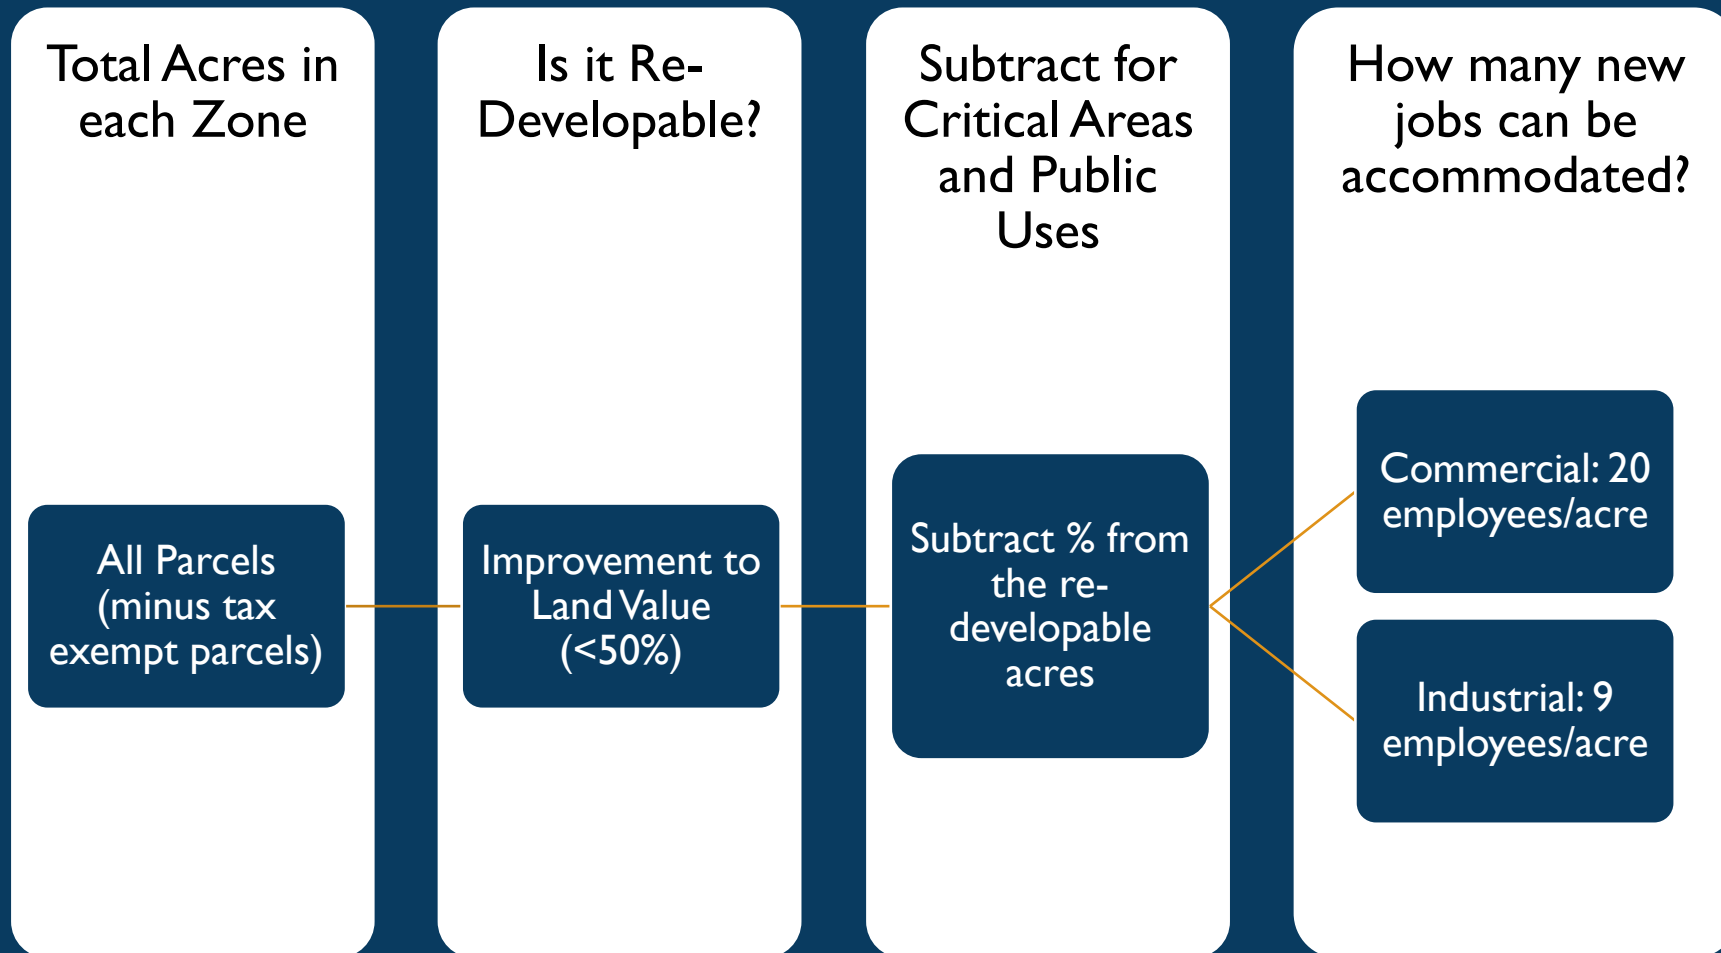 Total Acres in
each Zone
All Parcels
(minus tax
exempt parcels)
Is it Re-
Developable?
Improvement to
Land Value
(<50%)
Subtract for
Critical Areas
and Public
Uses
Subtract % from
the re-
developable
acres
How many new
jobs can be
accommodated?
Commercial: 20
employees/acre
Industrial: 9
employees/acre